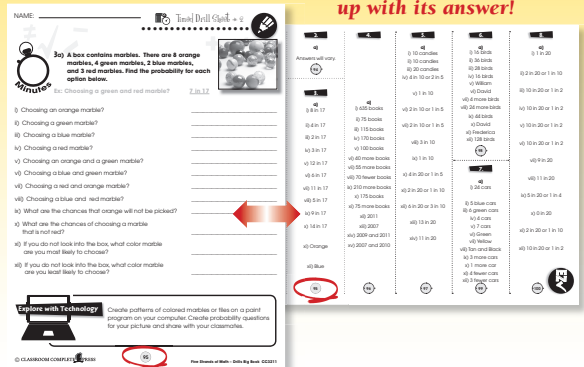 up with its answer!
NAME:
Timed Drill Sheet # 2
Minutes
3a) A box contains marbles. There are 8 orange
marbles, 4 green marbles, 2 blue marbles,
and 3 red marbles. Find the probability for each
option below.
Ex: Choosing a green and red marble? 7 in 17
i) Choosing an orange marble?
ii) Choosing a green marble?
iii) Choosing a blue marble?
iv) Choosing a red marble?
v) Choosing an orange and a green marble?
vi) Choosing a blue and green marble?
vii) Choosing a red and orange marble?
viii) Choosing a blue and red marble?
ix) What are the chances that orange will not be picked?
x) What are the chances of choosing a marble
that is not red?
xi) If you do not look into the box, what color marble
are you most likely to choose?
xii) If you do not look into the box, what color marble
are you least likely to choose?
Explore with Technology
Create patterns of colored marbles or tiles on a paint
program on your computer. Create probability questions
for your picture and share with your classmates.
© CLASSROOM COMPLETE PRESS
95
Five Strands of Math - Drills Big Book CC3211
2.
a)
Answers will vary.
94
3.
a)
i) 8 in 17
ii) 4 in 17
iii) 2 in 17
iv) 3 in 17
v) 12 in 17
vi) 6 in 17
vii) 11 in 17
viii) 5 in 17
ix) 9 in 17
x) 14 in 17
xi) Orange
xii) Blue
95
4.
a)
i) 635 books
ii) 75 books
iii) 115 books
iv) 170 books
v) 100 books
vi) 40 more books
vii) 55 more books
viii) 70 fewer books
ix) 210 more books
x) 175 books
xi) 75 more books
xii) 2011
xiii) 2007
xiv) 2009 and 2011
xv) 2007 and 2010
96
5.
a)
i) 10 candies
ii) 10 candies
iii) 20 candies
iv) 4 in 10 or 2 in 5
v) 1 in 10
vi) 2 in 10 or 1 in 5
vii) 2 in 10 or 1 in 5
viii) 3 in 10
ix) 1 in 10
x) 4 in 20 or 1 in 5
xi) 2 in 20 or 1 in 10
xii) 6 in 20 or 3 in 10
xiii) 13 in 20
xiv) 11 in 20
97
6.
a)
i) 16 birds
ii) 36 birds
iii) 28 birds
iv) 16 birds
v) William
vi) David
vii) 4 more birds
viii) 24 more birds
ix) 48 birds
x) David
xi) Frederica
xii) 128 birds
98
7.
a)
i) 24 cars
ii) 5 blue cars
iii) 6 green cars
iv) 4 cars
v) 7 cars
vi) Green
vii) Yellow
viii) Tan and Black
ix) 3 more cars
x) 1 more car
xi) 4 fewer cars
xii) 3 fewer cars
99
8.
a)
i) 1 in 20
ii) 2 in 20 or 1 in 10
iii) 10 in 20 or 1 in 2
iv) 10 in 20 or 1 in 2
v) 10 in 20 or 1 in 2
vi) 10 in 20 or 1 in 2
vii) 9 in 20
viii) 11 in 20
ix) 5 in 20 or 1 in 4
x) 0 in 20
xi) 2 in 20 or 1 in 10
xii) 10 in 20 or 1 in 2
100
EZ